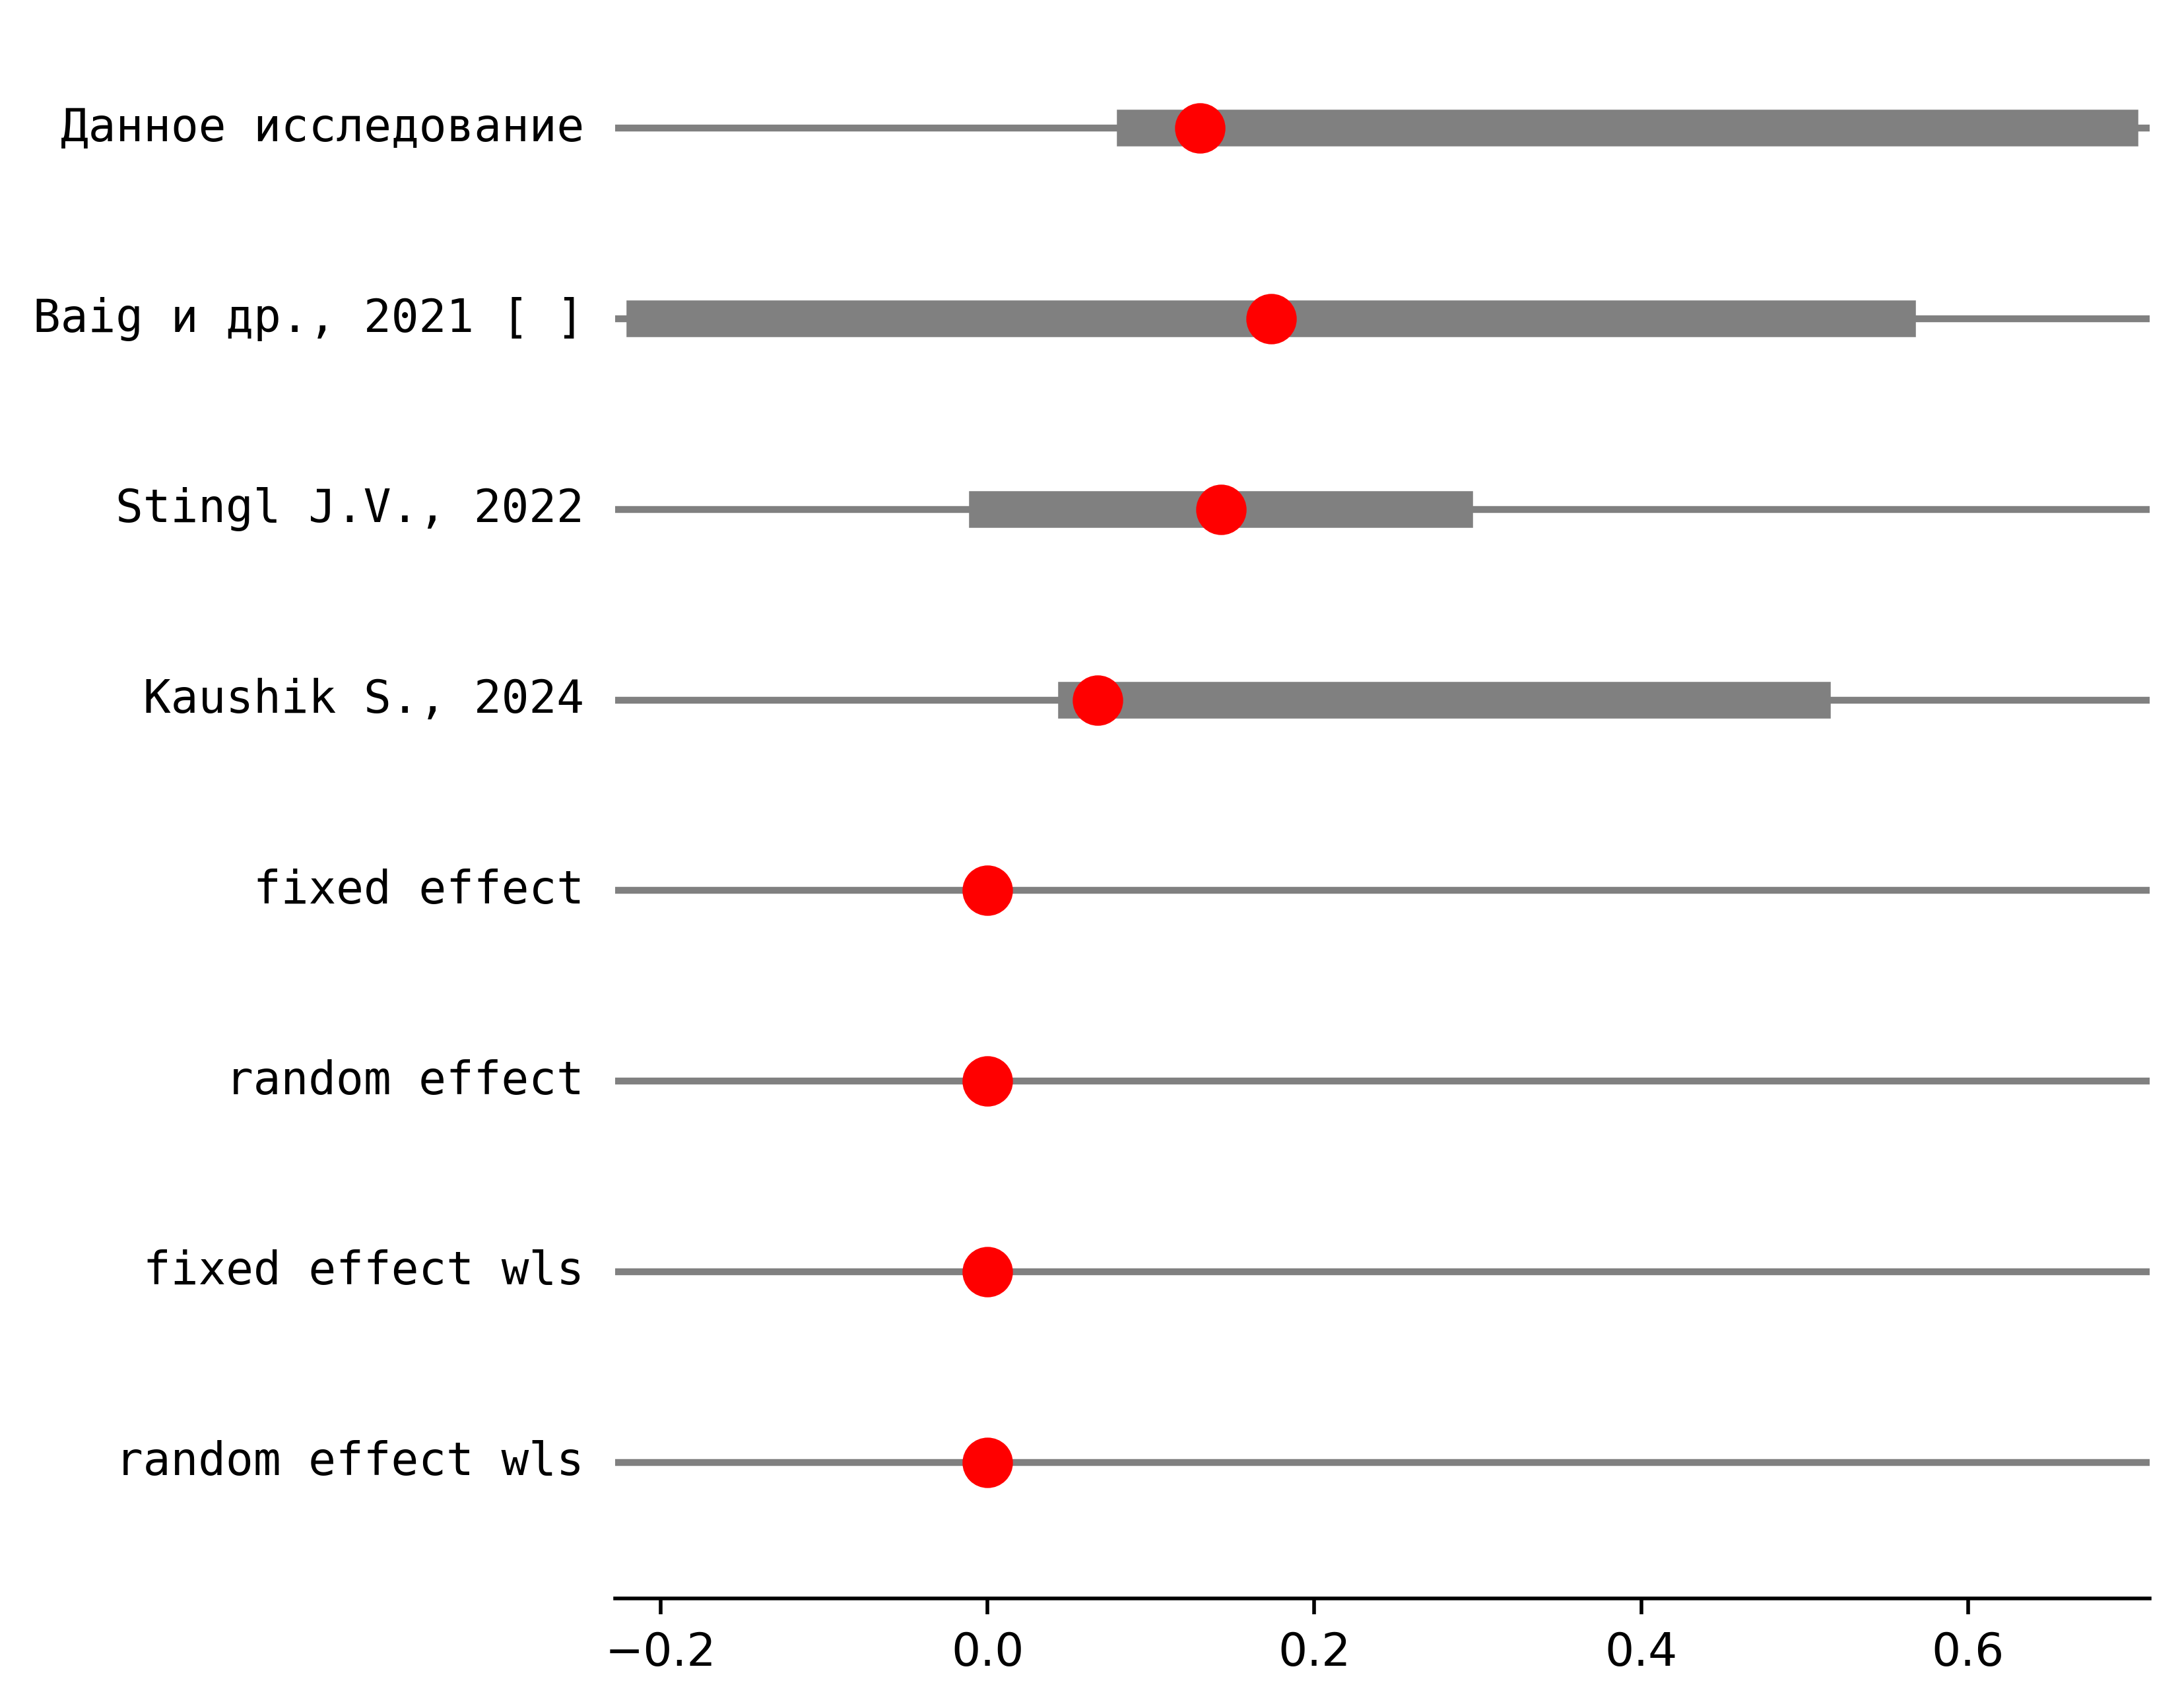 Данное исследование
Baig и др., 2021 [ ]
Stingl J.V., 2022
Kaushik S., 2024
fixed effect
random effect
fixed effect wls
random effect wls
−0.2 0.0 0.2 0.4 0.6